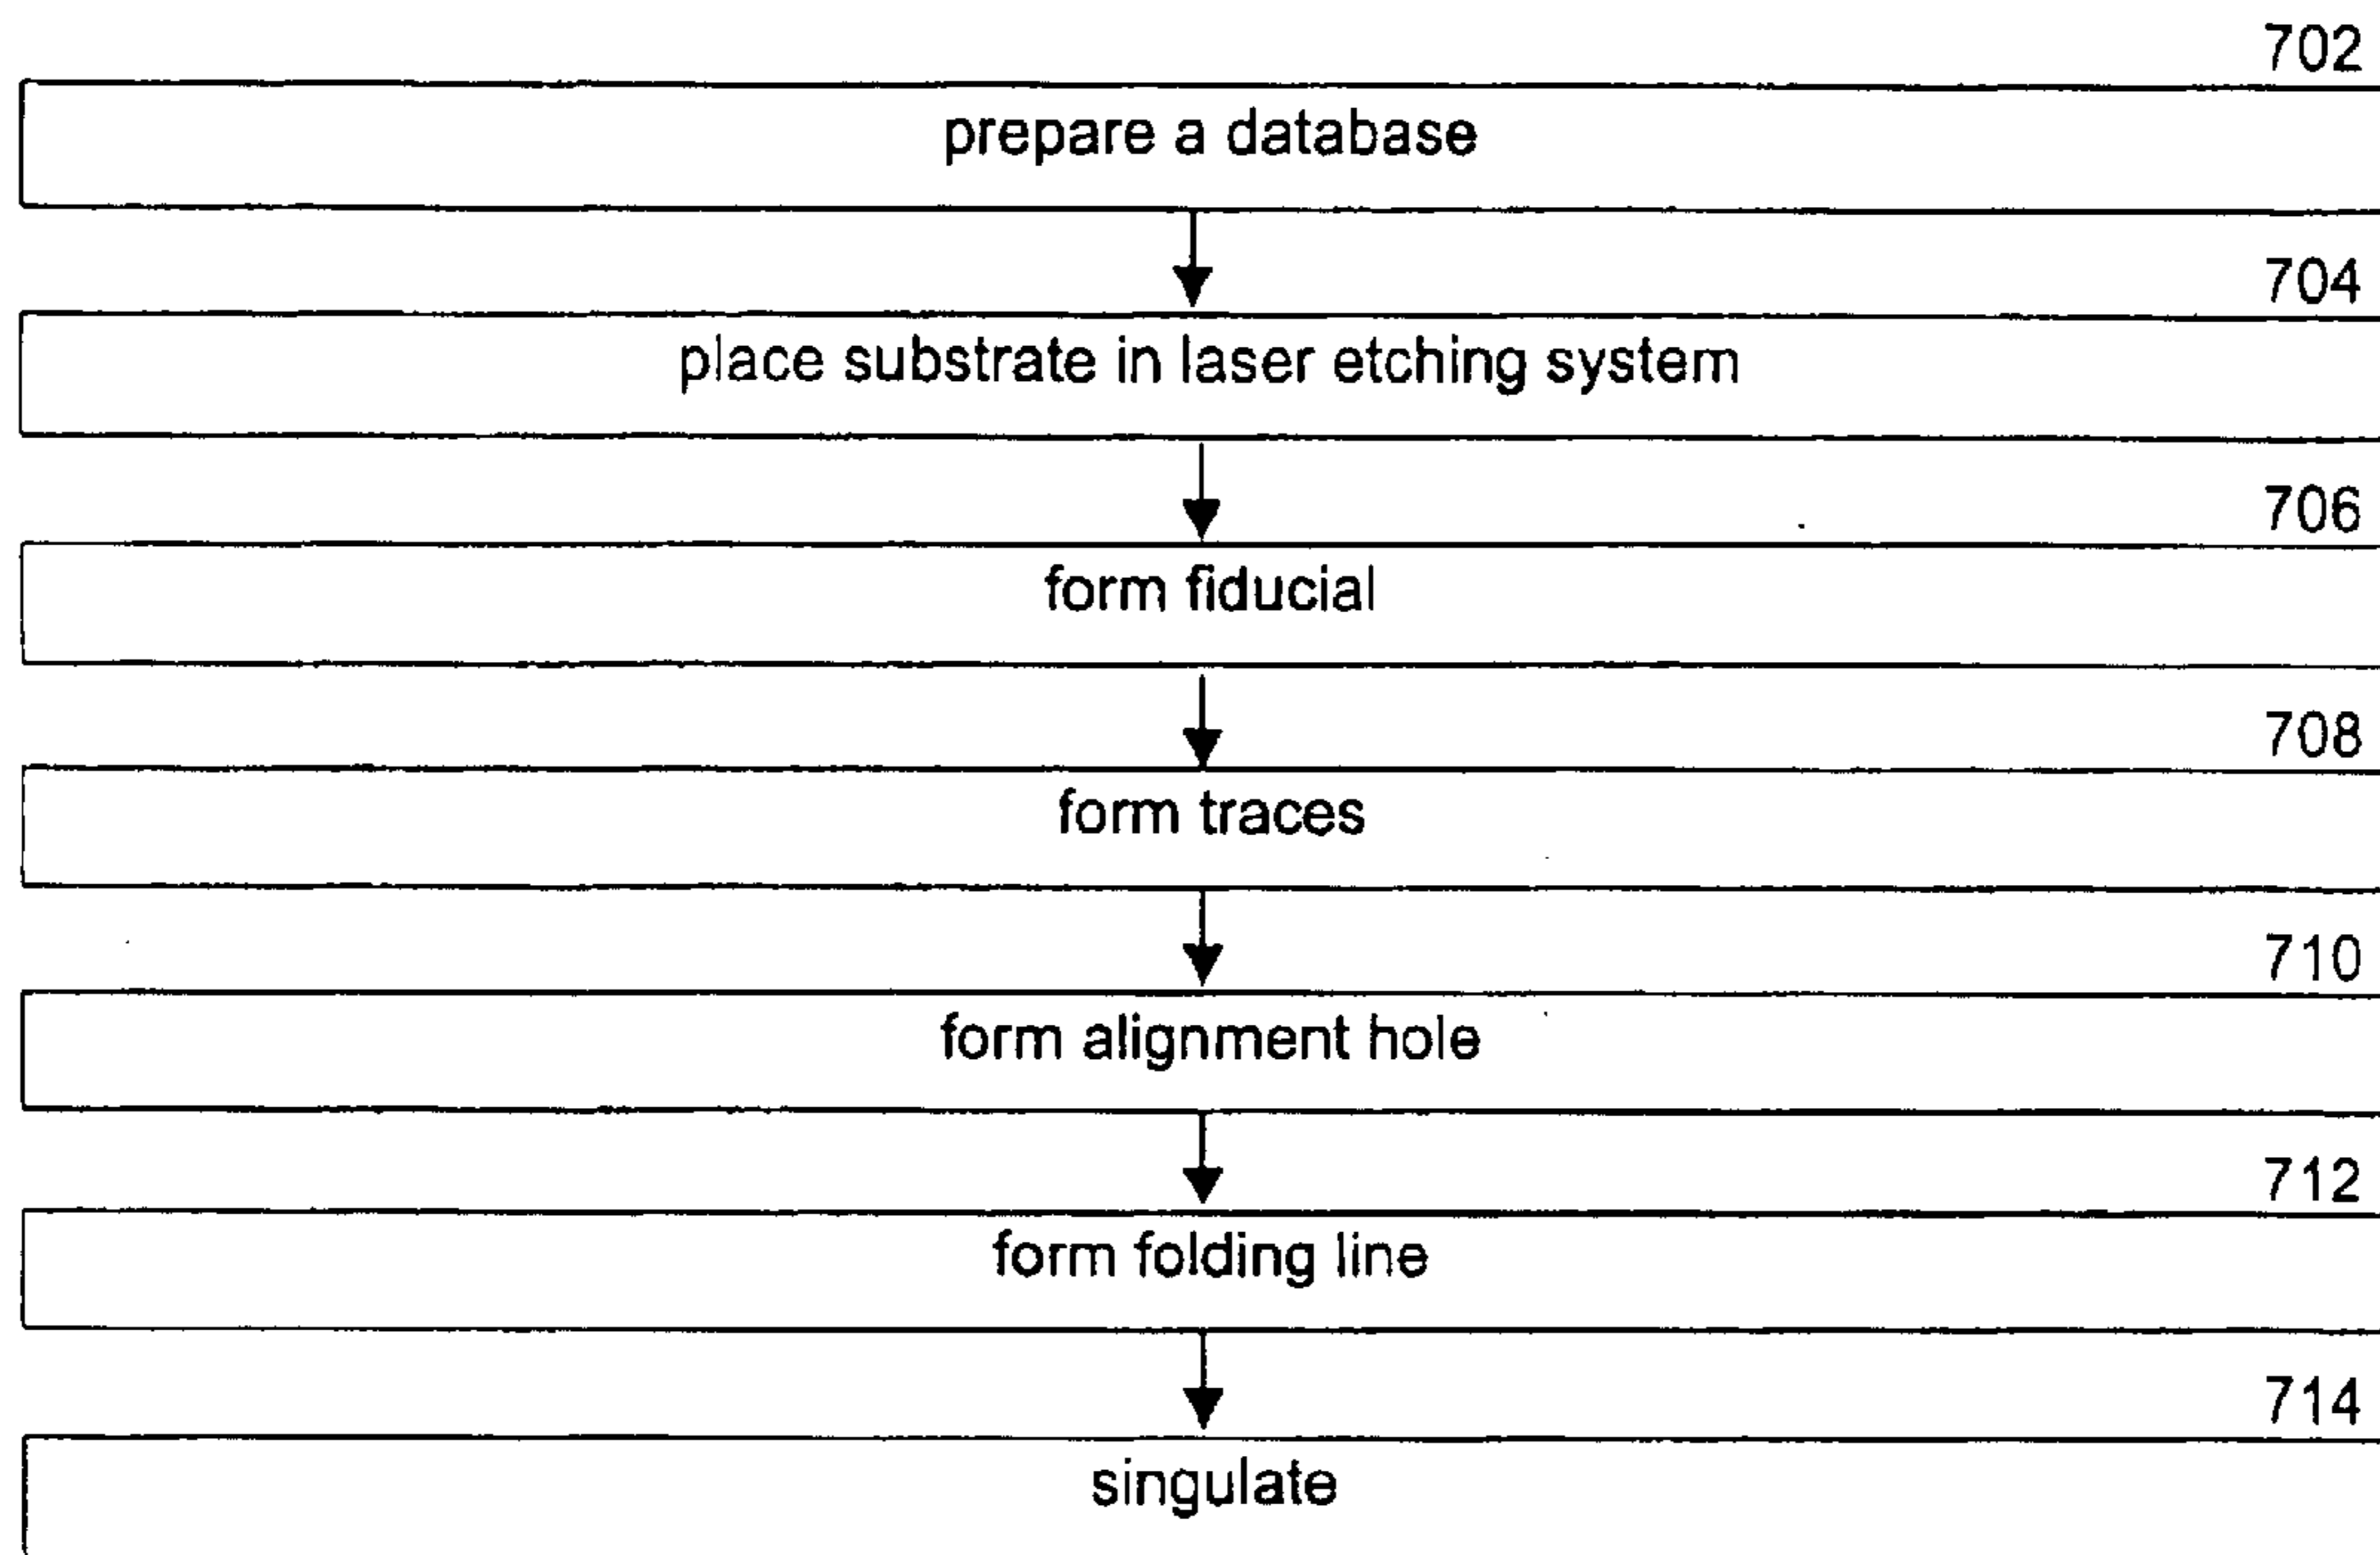 702
prepare a database
704
place substrate in laser etching system
706
form fiducial
708
form traces
710
form alignment hole
712
form folding line
714
singulate